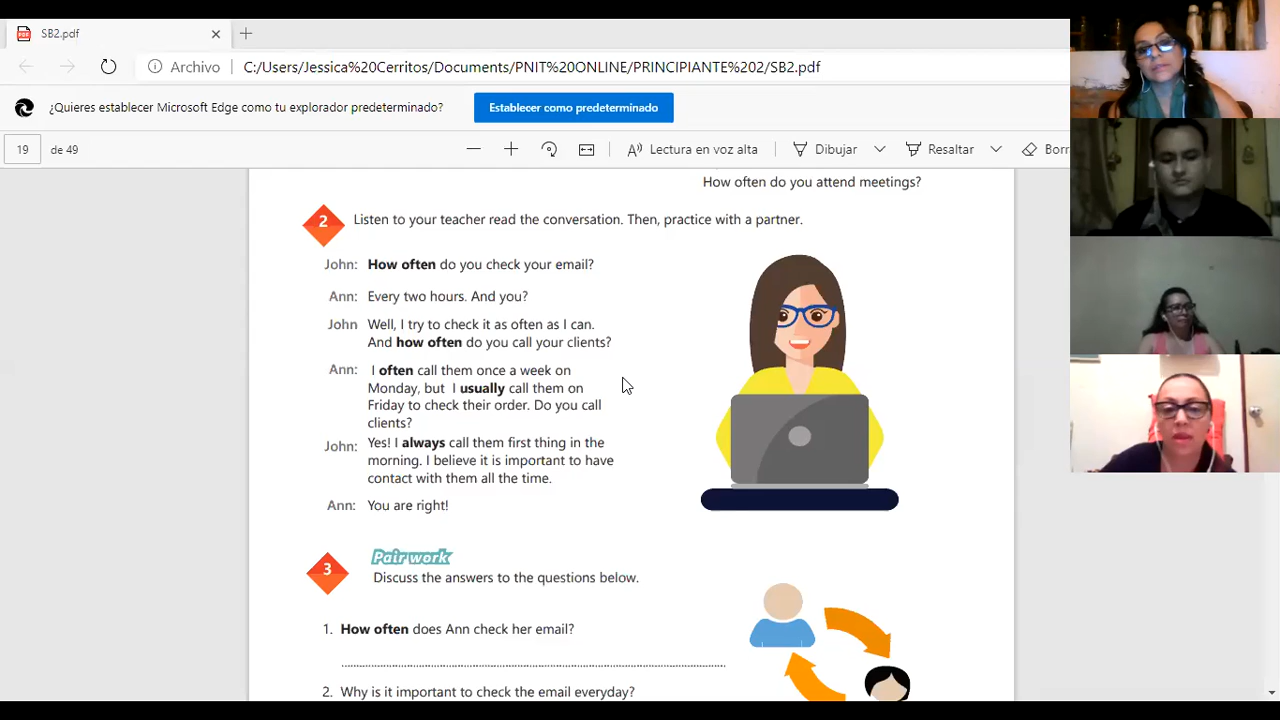 SB2.pdf
Archivo C:/Users/Jessica%20Cerritos/Documents/PNIT%20ONLINE/PRINCIPIANTE%202/SB2.pdf
¿Quieres establecer Microsoft Edge como tu explorador predeterminado? Establecer como predeterminado
19 de 49 Lectura en voz alta Dibujar Resaltar Borr
How often do you attend meetings?
2 Listen to your teacher read the conversation. Then, practice with a partner.
John: How often do you check your email?
Ann: Every two hours. And you?
John Well, I try to check it as often as I can.
And how often do you call your clients?
Ann: I often call them once a week on
Monday, but I usually call them on
Friday to check their order. Do you call
clients?
John: Yes! I always call them first thing in the
morning. I believe it is important to have
contact with them all the time.
Ann: You are right!
3 Pair work
Discuss the answers to the questions below.
1. How often does Ann check her email?
2. Why is it important to check the email everyday?